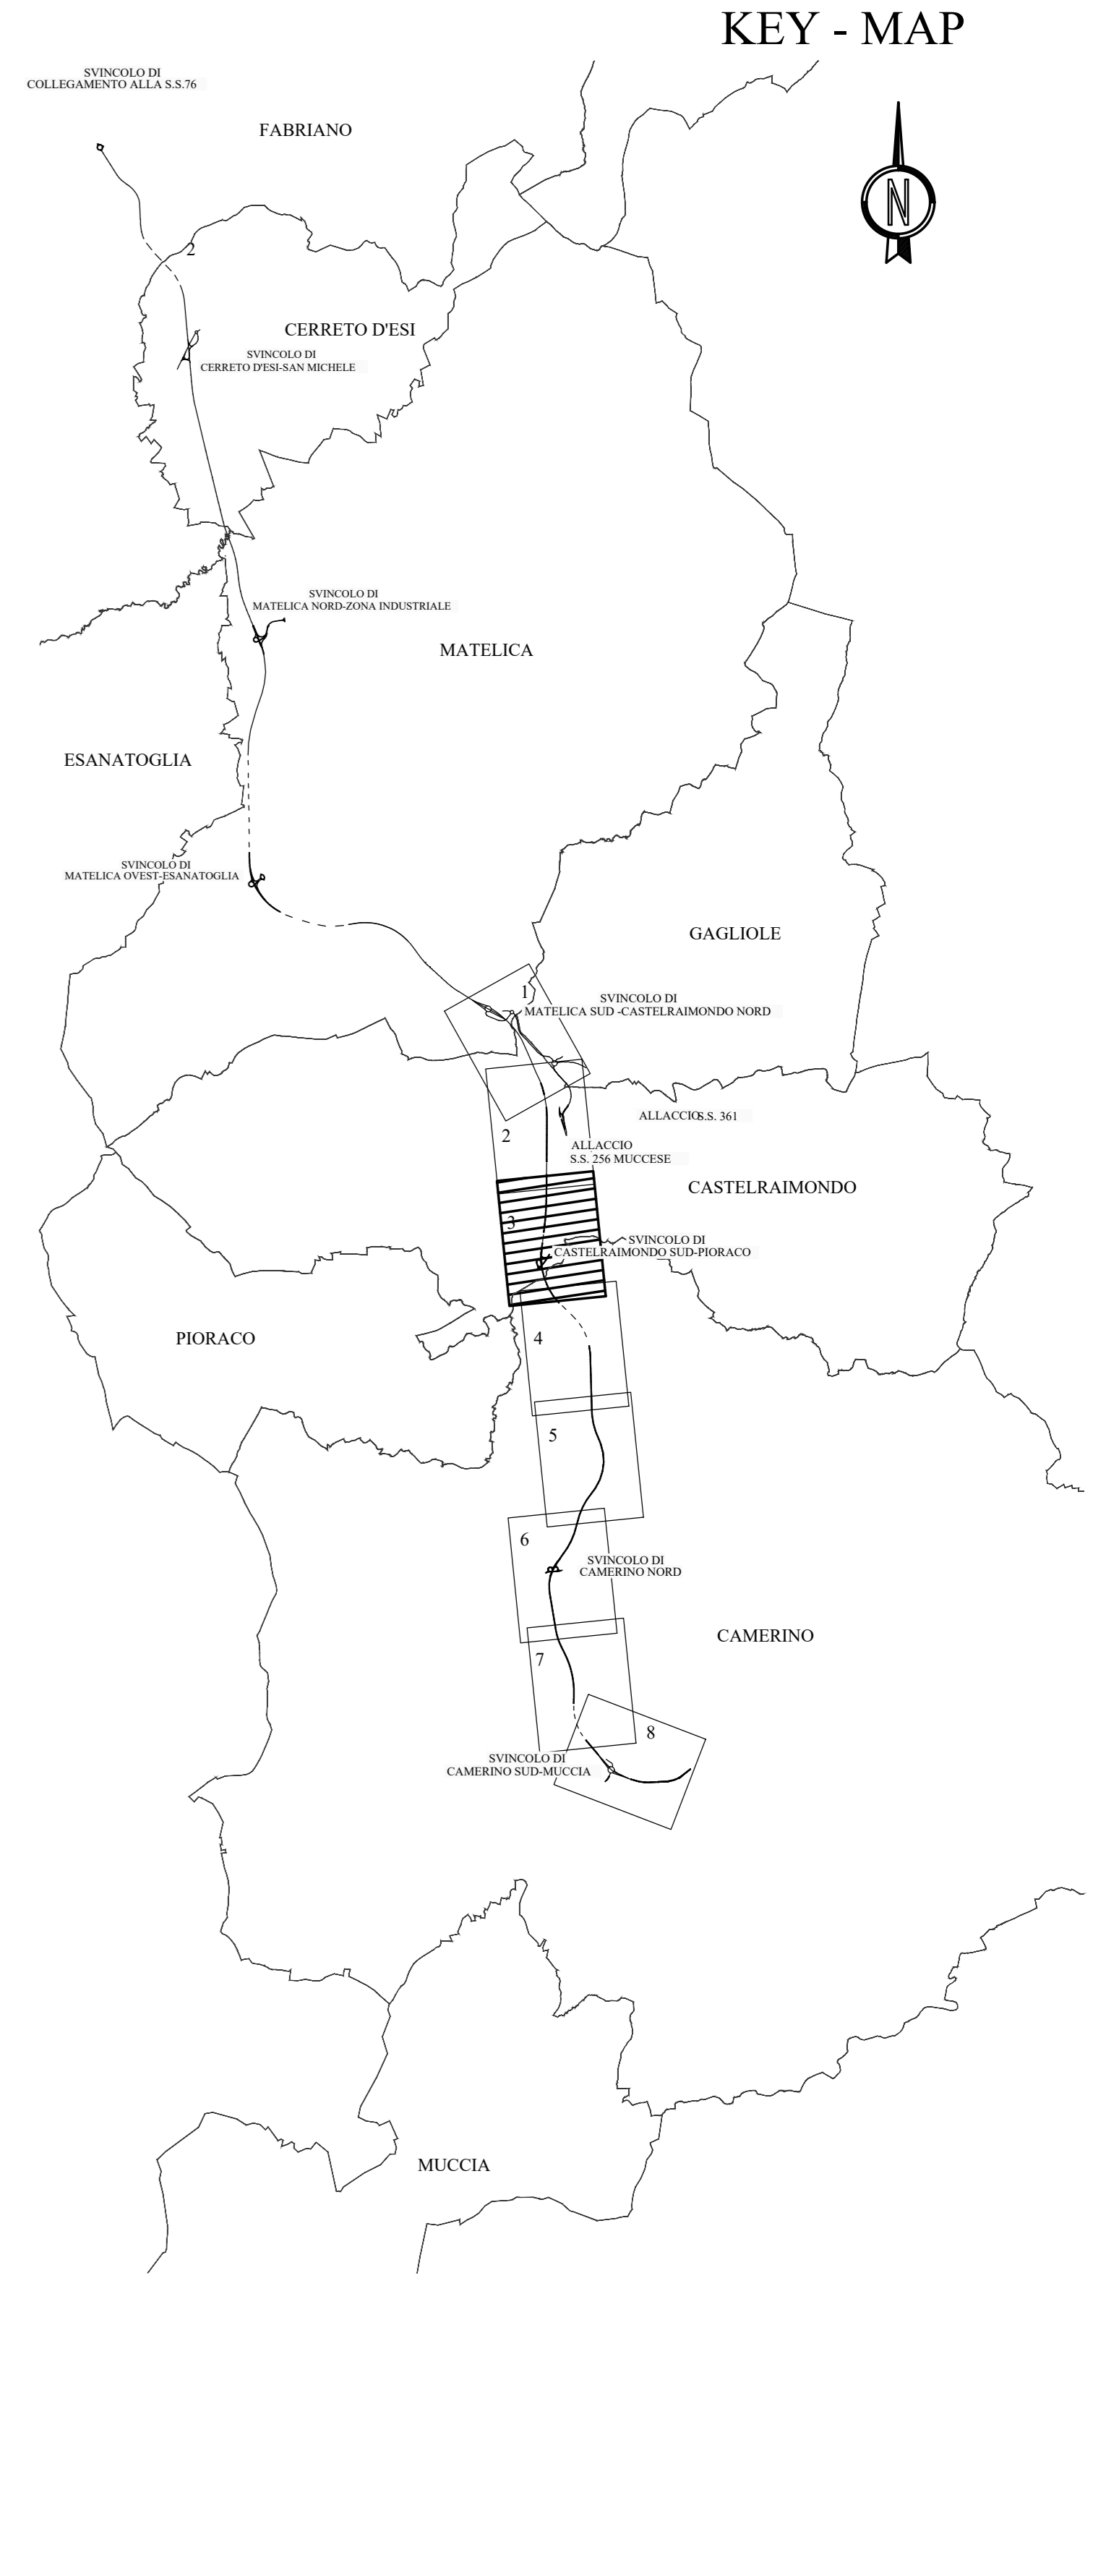 KEY - MAP
SVINCOLO DI
COLLEGAMENTO ALLA S.S.76
FABRIANO
N
2
CERRETO D'ESI
SVINCOLO DI
CERRETO D'ESI-SAN MICHELE
SVINCOLO DI
MATELICA NORD-ZONA INDUSTRIALE
MATELICA
ESANATOGLIA
SVINCOLO DI
MATELICA OVEST-ESANATOGLIA
GAGLIOLE
1
SVINCOLO DI
MATELICA SUD -CASTELRAIMONDO NORD
ALLACCIO S.S. 361
2
ALLACCIO
S.S. 256 MUCCESE
CASTELRAIMONDO
3
SVINCOLO DI
CASTELRAIMONDO SUD-PIORACO
PIORACO
4
5
6
SVINCOLO DI
CAMERINO NORD
CAMERINO
7
8
SVINCOLO DI
CAMERINO SUD-MUCCIA
MUCCIA